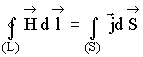 ∮ H⃗ d l⃗ = ∫ j⃗ d S⃗
(L) (S)